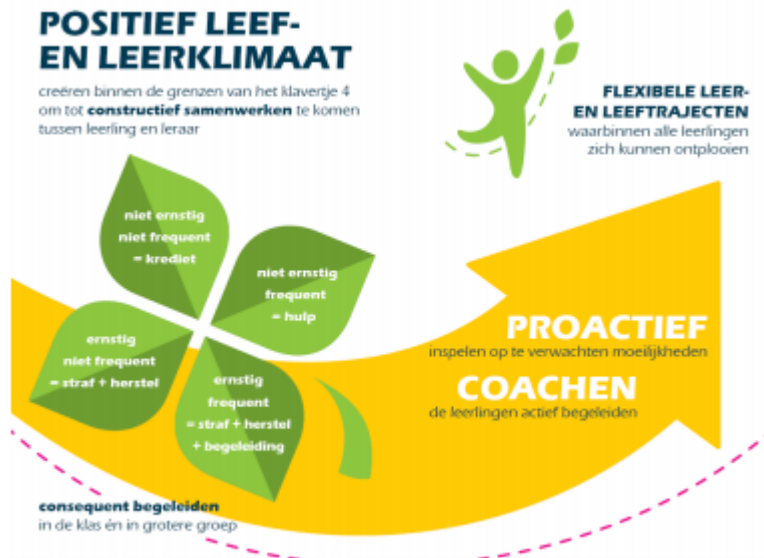 POSITIEF LEEF-
EN LEERKLIMAAT
creëren binnen de grenzen van het klavertje 4
om tot constructief samenwerken te komen
tussen leerling en leraar
FLEXIBELE LEER-
EN LEEFTRAJECTEN
waarbinnen alle leerlingen
zich kunnen ontplooien
niet ernstig
niet frequent
= krediet
niet ernstig
frequent
= hulp
ernstig
niet frequent
= straf + herstel
ernstig
frequent
= straf + herstel
+ begeleiding
PROACTIEF
inspelen op te verwachten moeilijkheden
COACHEN
de leerlingen actief begeleiden
consequent begeleiden
in de klas én in grotere groep